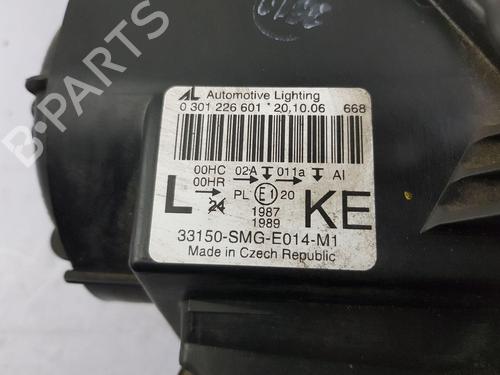 AL Automotive Lighting
0 301 226 601 * 20,10.06 668
00HC 02A 011a AI
00HR
L 24 PL E1 20 KE
1987
1989
33150-SMG-E014-M1
Made in Czech Republic
B-PARTS